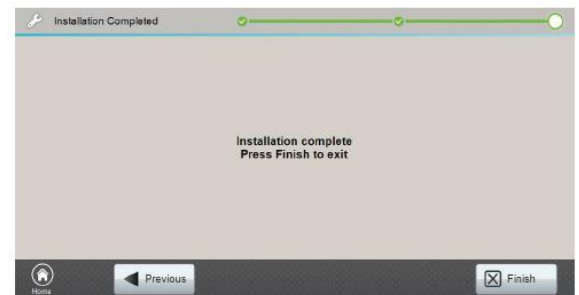 Installation Completed
Installation complete
Press Finish to exit
Home
Previous
Finish